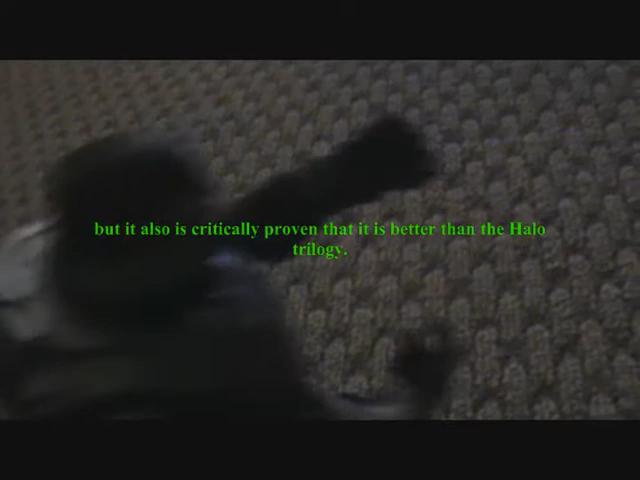 but it also is critically proven that it is better than the Halo
trilogy.